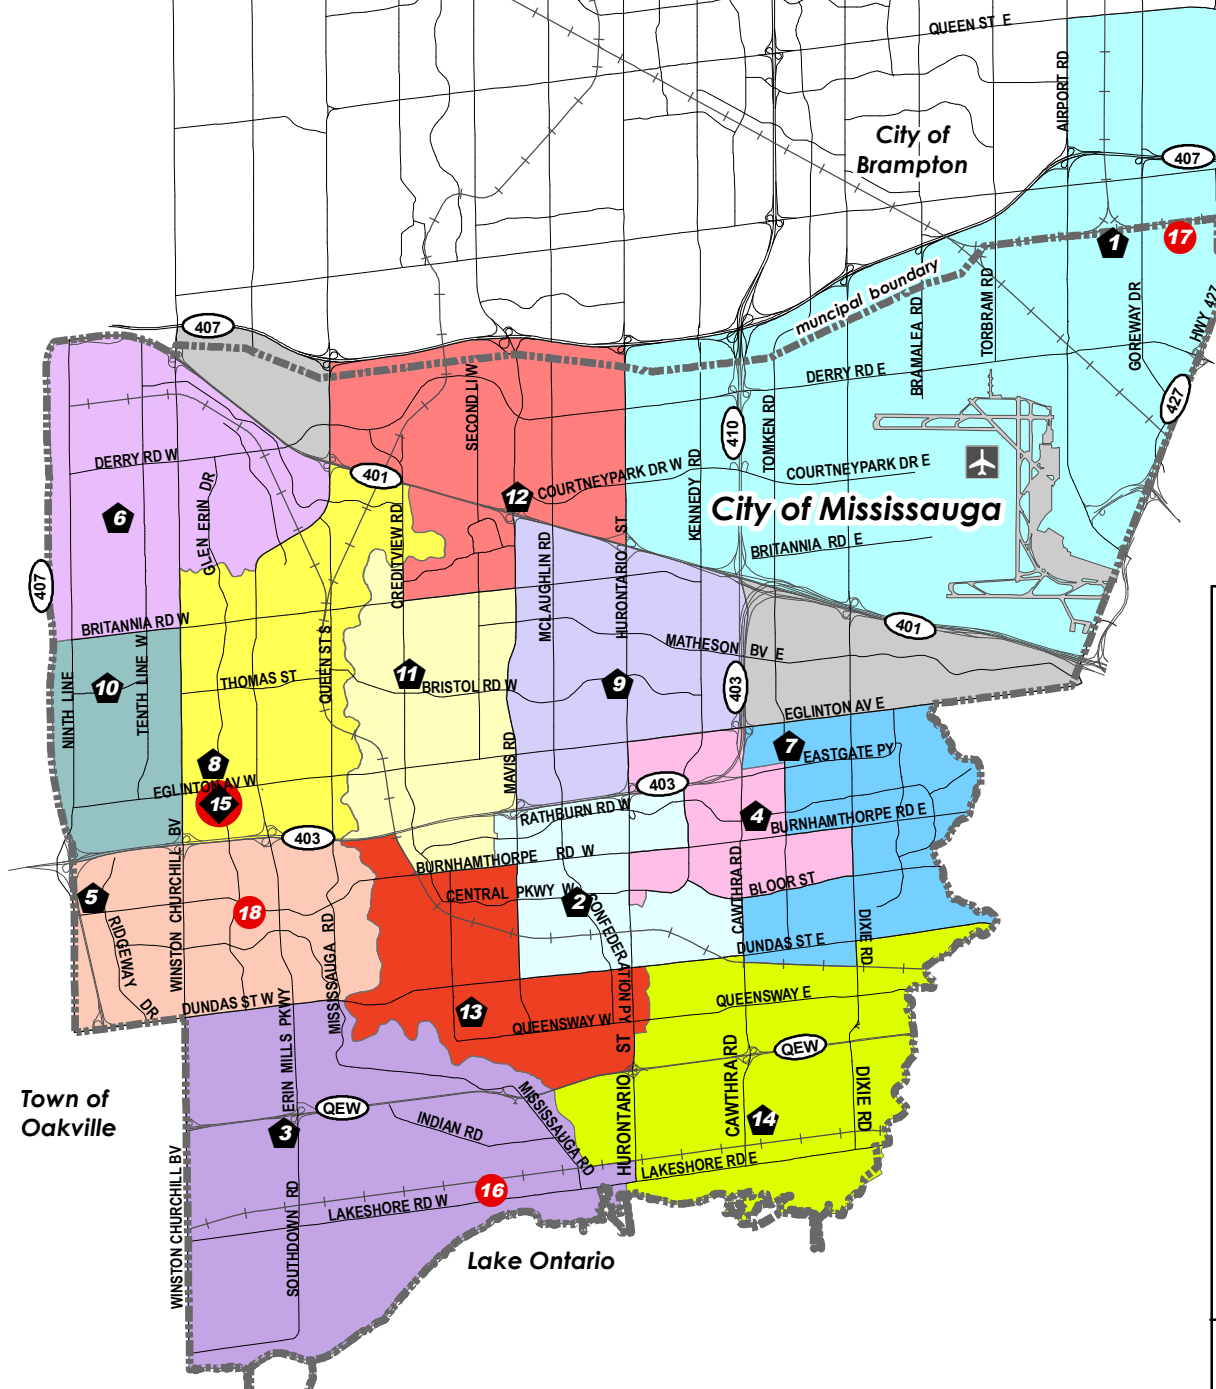 QUEEN ST E
AIRPORT RD
City of
Brampton
407
1
17
muncipal boundary
TORBRAM RD
BRAMALEA RD
GOREWAY DR
HWY 427
407
DERRY RD E
SECOND LI W
427
410
TOMKEN RD
DERRY RD W
401
COURTNEYPARK DR W
COURTNEYPARK DR E
KENNEDY RD
GLEN ERIN DR
12
6
City of Mississauga
CREDITVIEW RD
MCLAUGHLIN RD
HURONTARIO ST
BRITANNIA RD E
407
BRITANNIA RD W
401
MATHESON BV E
TENTH LINE W
NINTH LINE
QUEEN ST S
THOMAS ST
10
11
BRISTOL RD W
9
403
EGLINTON AV E
7
EASTGATE PY
MAVIS RD
8
EGLINTON AV W
15
403
RATHBURN RD W
4
BURNHAMTHORPE RD E
403
WINSTON CHURCHILL BV
BURNHAMTHORPE RD W
CENTRAL PKWY W
BLOOR ST
CAWTHRA RD
5
18
2
CONFEDERATION PY
RIDGEWAY DR
MISSISSAUGA RD
DIXIE RD
DUNDAS ST E
DUNDAS ST W
ERIN MILLS PKWY
13
QUEENSWAY W
QUEENSWAY E
HURONTARIO ST
CAWTHRA RD
QEW
DIXIE RD
Town of
Oakville
QEW
3
INDIAN RD
MISSISSAUGA RD
14
LAKESHORE RD E
WINSTON CHURCHILL BV
SOUTHDOWN RD
16
LAKESHORE RD W
Lake Ontario